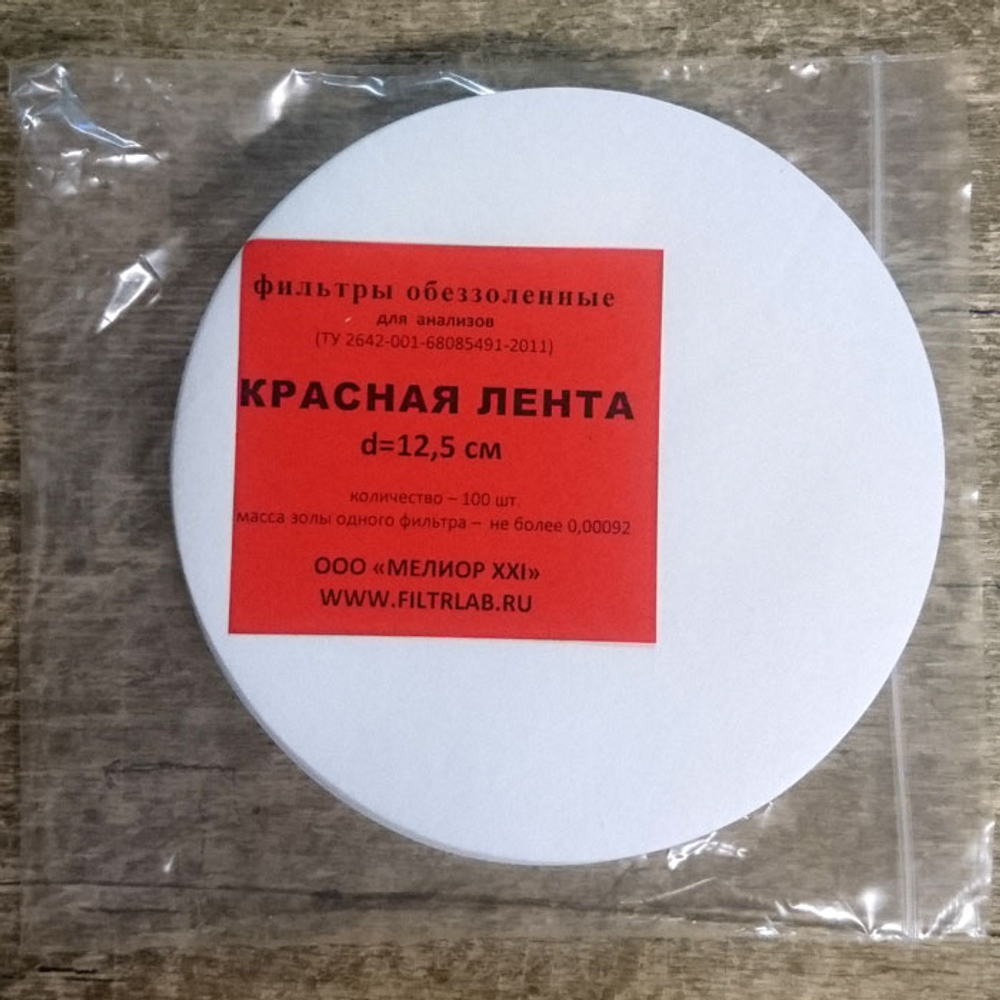 фильтры обеззоленные
для анализов
(ТУ 2642-001-68085491-2011)
КРАСНАЯ ЛЕНТА
d=12,5 см
количество – 100 шт.
масса золы одного фильтра – не более 0,00092
ООО «МЕЛИОР XXI»
WWW.FILTRLAB.RU